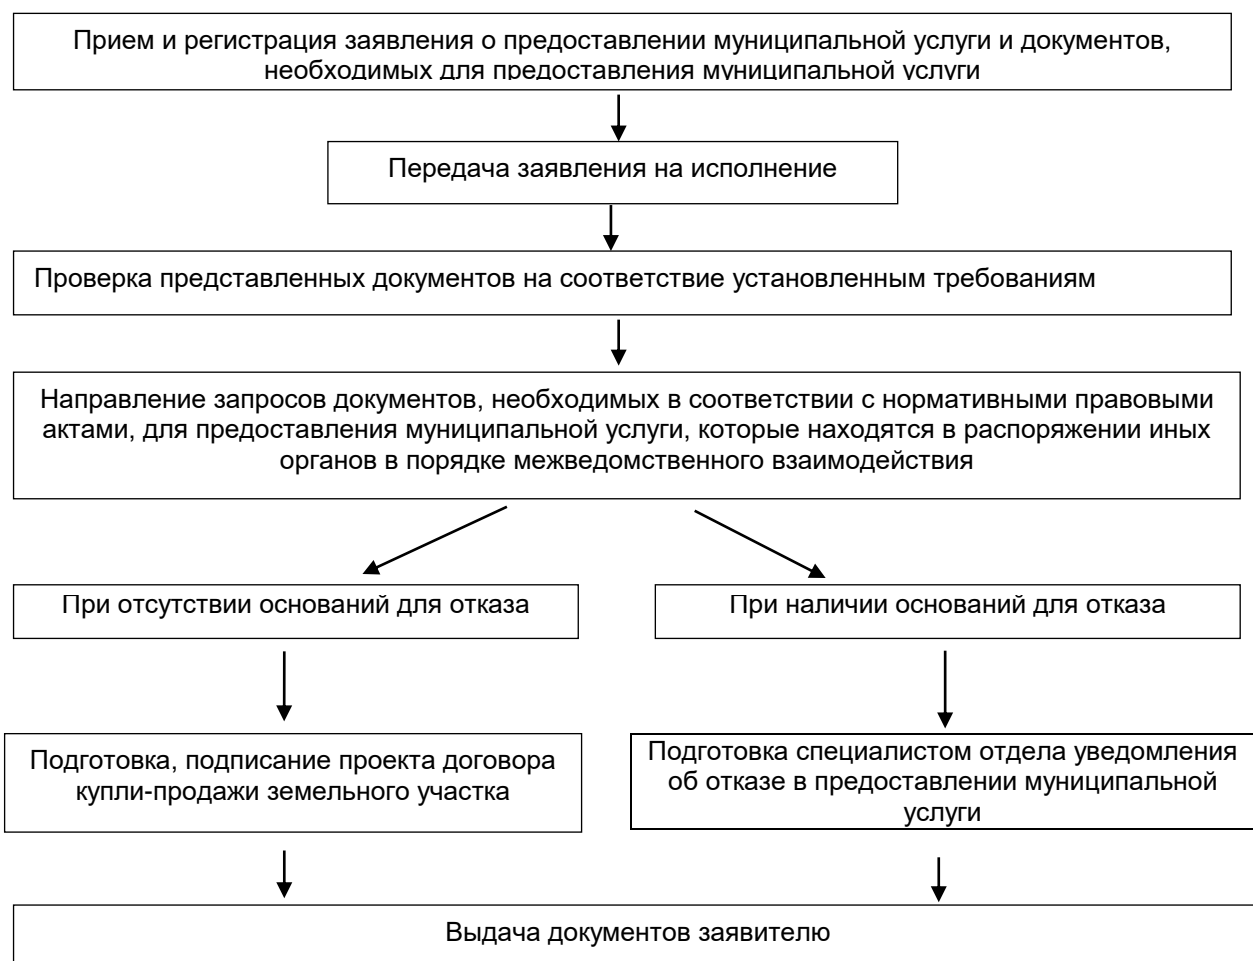 Прием и регистрация заявления о предоставлении муниципальной услуги и документов,
необходимых для предоставления муниципальной услуги
Передача заявления на исполнение
Проверка представленных документов на соответствие установленным требованиям
Направление запросов документов, необходимых в соответствии с нормативными правовыми
актами, для предоставления муниципальной услуги, которые находятся в распоряжении иных
органов в порядке межведомственного взаимодействия
При отсутствии оснований для отказа
При наличии оснований для отказа
Подготовка, подписание проекта договора
купли-продажи земельного участка
Подготовка специалистом отдела уведомления
об отказе в предоставлении муниципальной
услуги
Выдача документов заявителю